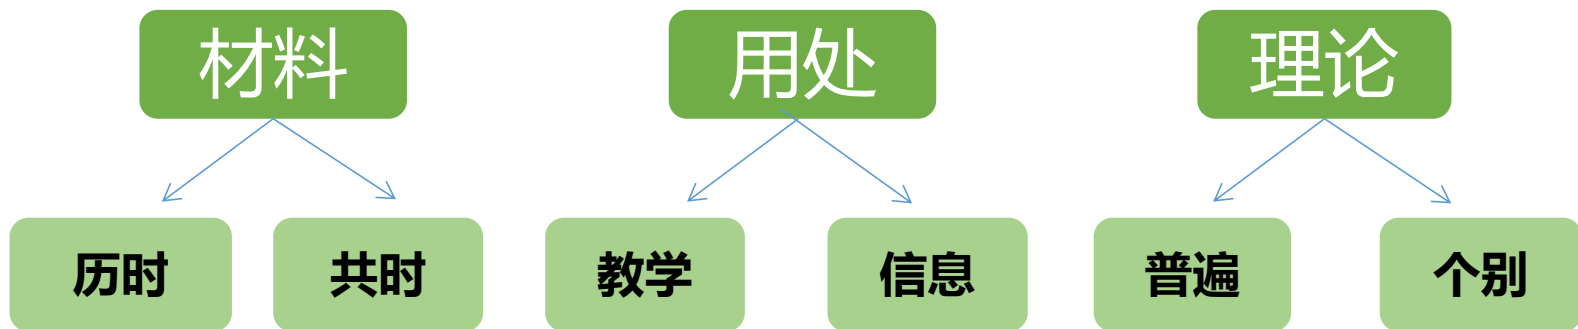 材料
用处
理论
历时
共时
教学
信息
普遍
个别